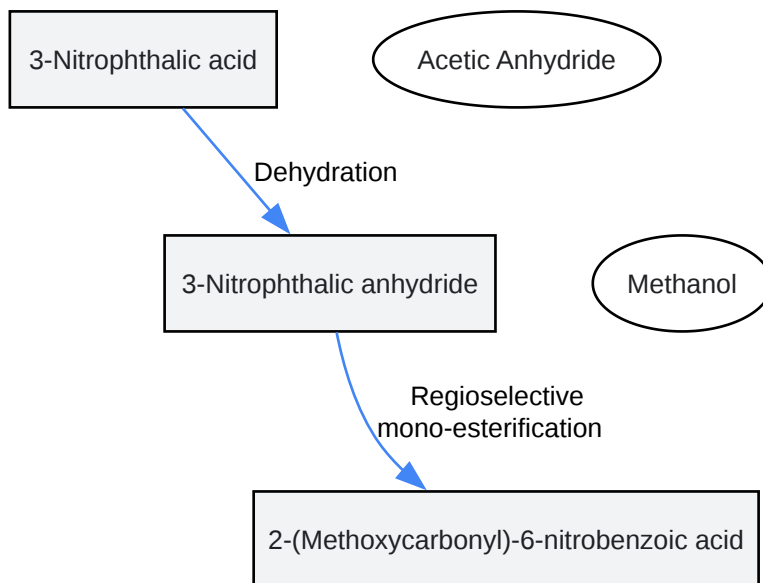 3-Nitrophthalic acid
Acetic Anhydride
Dehydration
3-Nitrophthalic anhydride
Methanol
Regioselective
mono-esterification
2-(Methoxycarbonyl)-6-nitrobenzoic acid